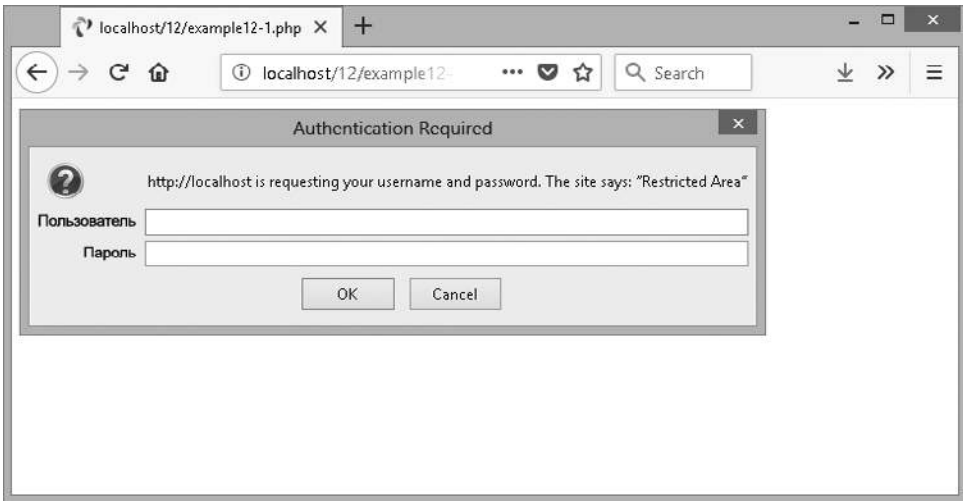 localhost/12/example12-1.php
localhost/12/example12-
Search
Authentication Required
http://localhost is requesting your username and password. The site says: “Restricted Area”
Пользователь
Пароль
OK
Cancel